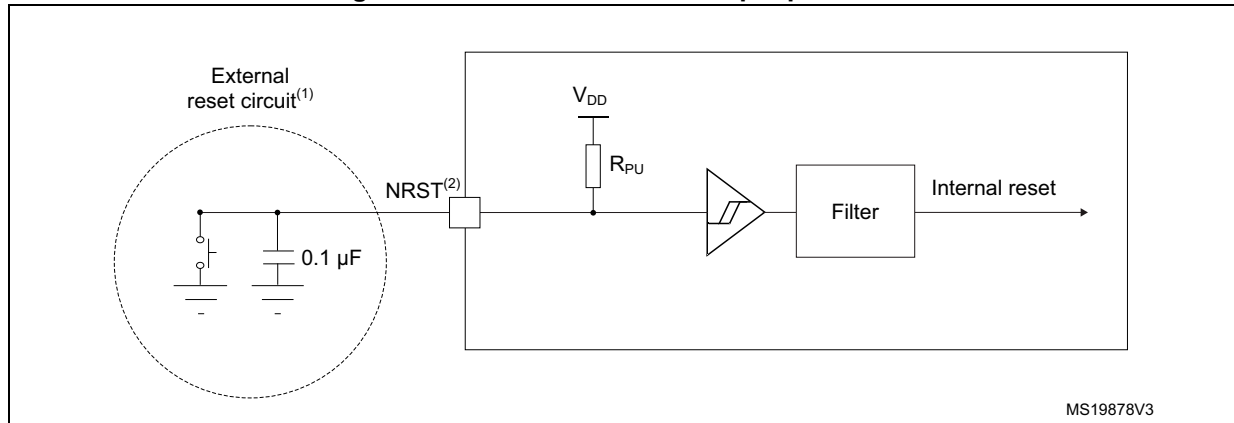 External
reset circuit(1)
VDD
RPU
NRST(2)
Filter
Internal reset
0.1 µF
MS19878V3